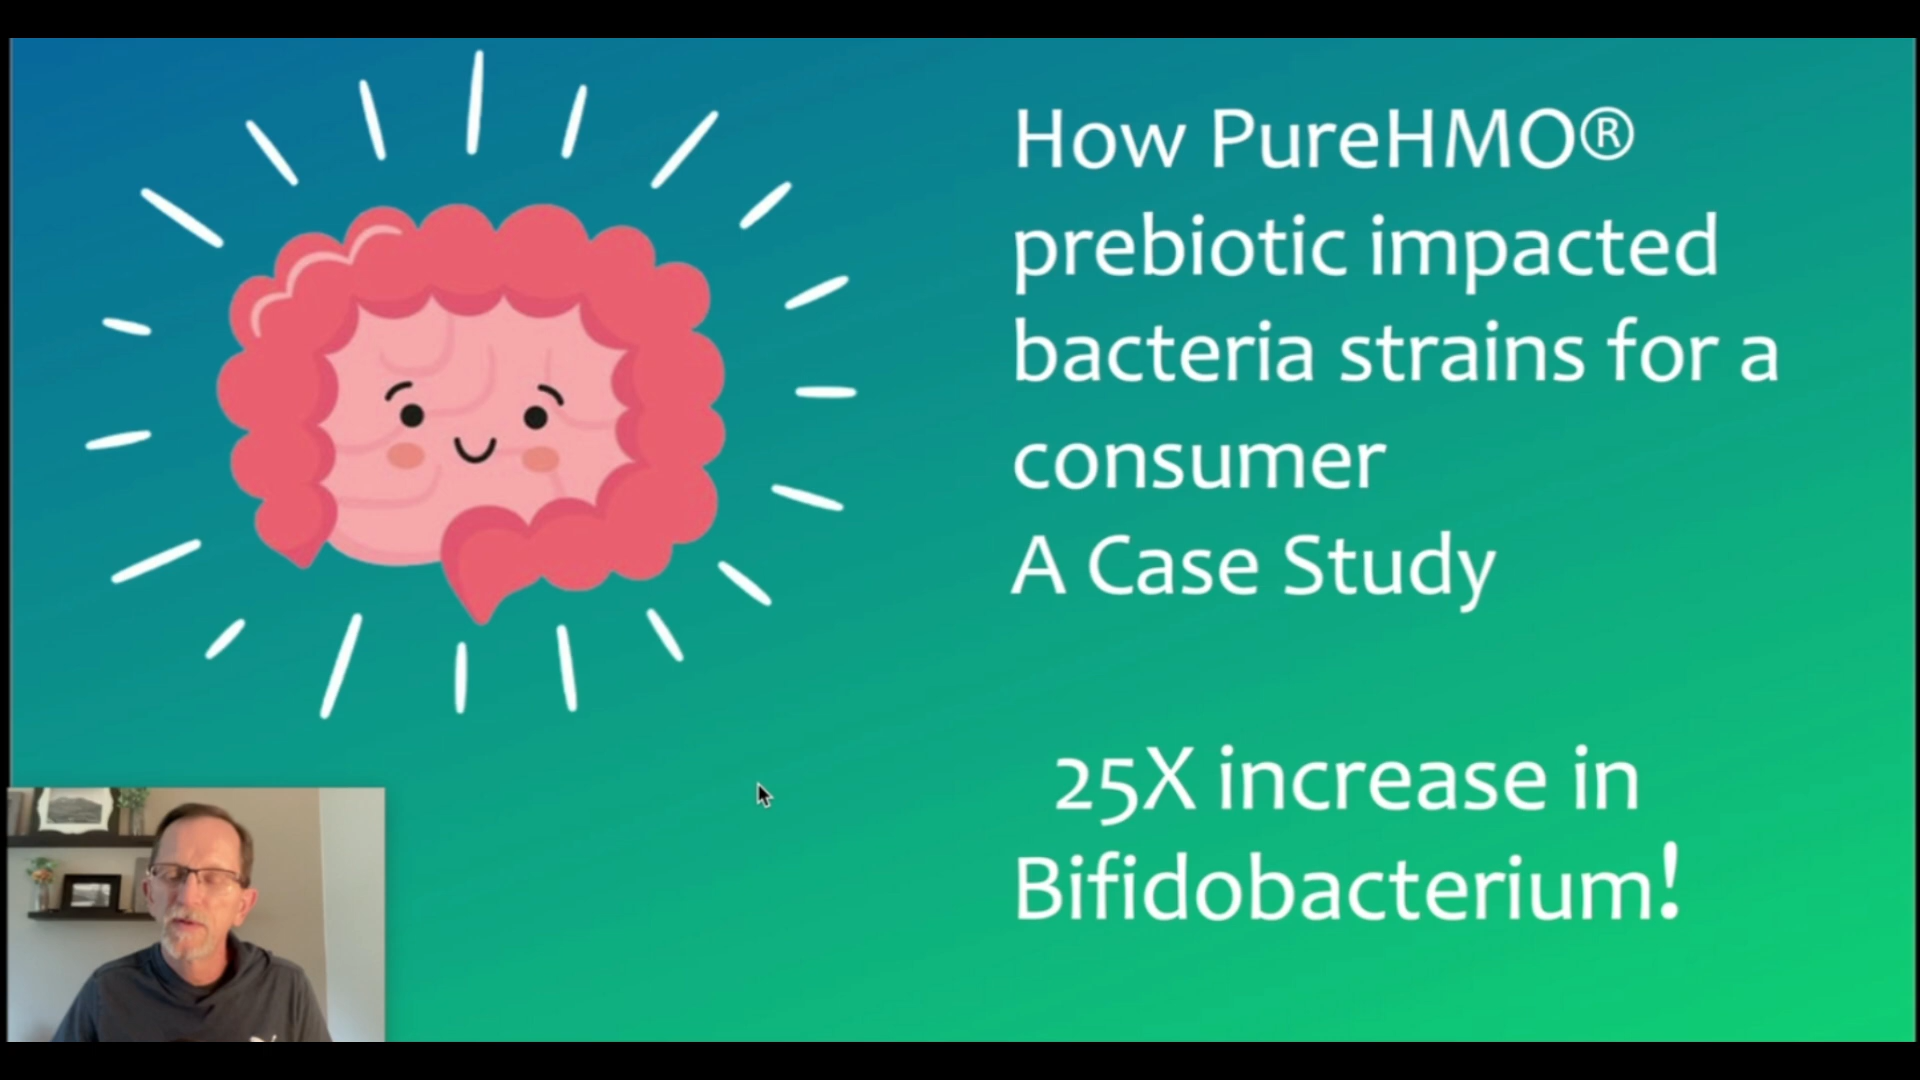 How PureHMO®
prebiotic impacted
bacteria strains for a
consumer
A Case Study
25X increase in
Bifidobacterium!